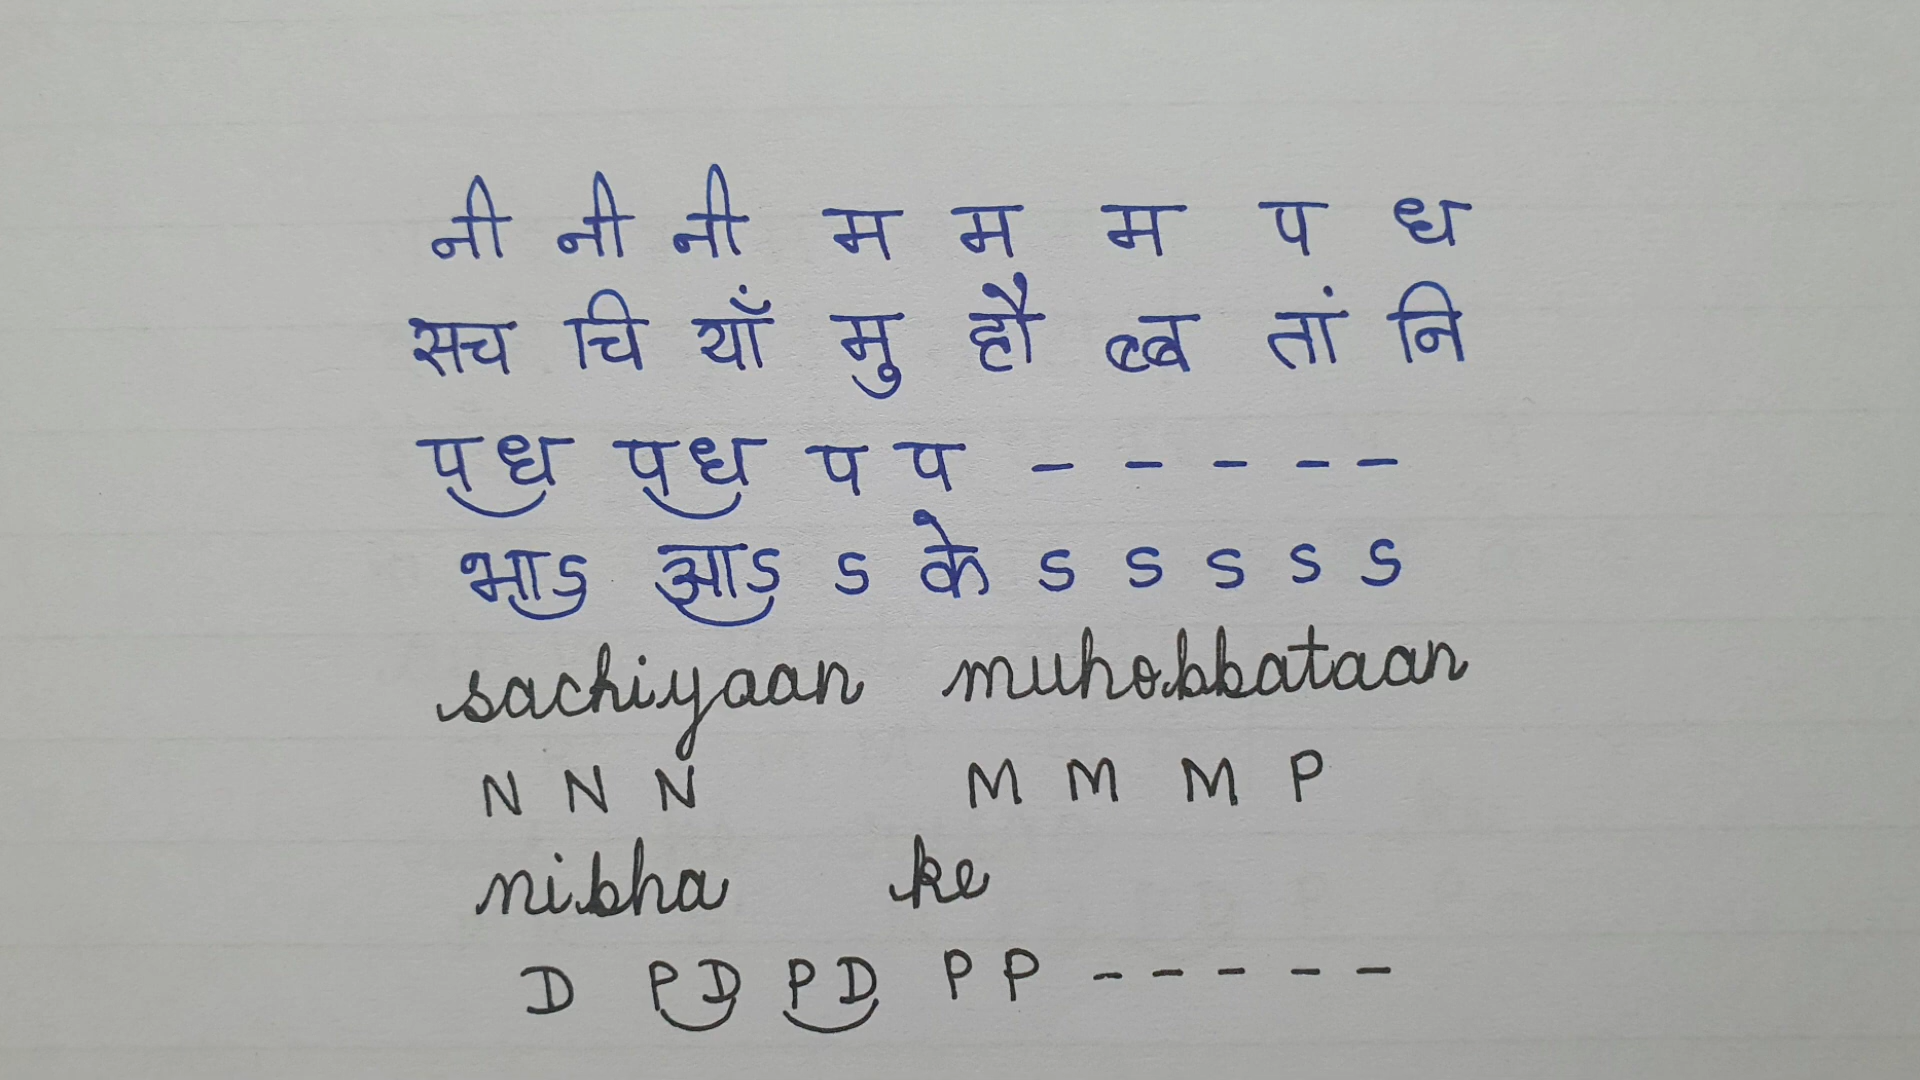 नी नी नी म म म प ध
सच चि याँ मु हौ ब्ब तां नि
पध पध प प - - - - -
भाऽ आऽ ऽ के ऽ ऽ ऽ ऽ ऽ
sachiyaan muhobbataan
N N N M M M P
nibha ke
D PD PD P P - - - - -